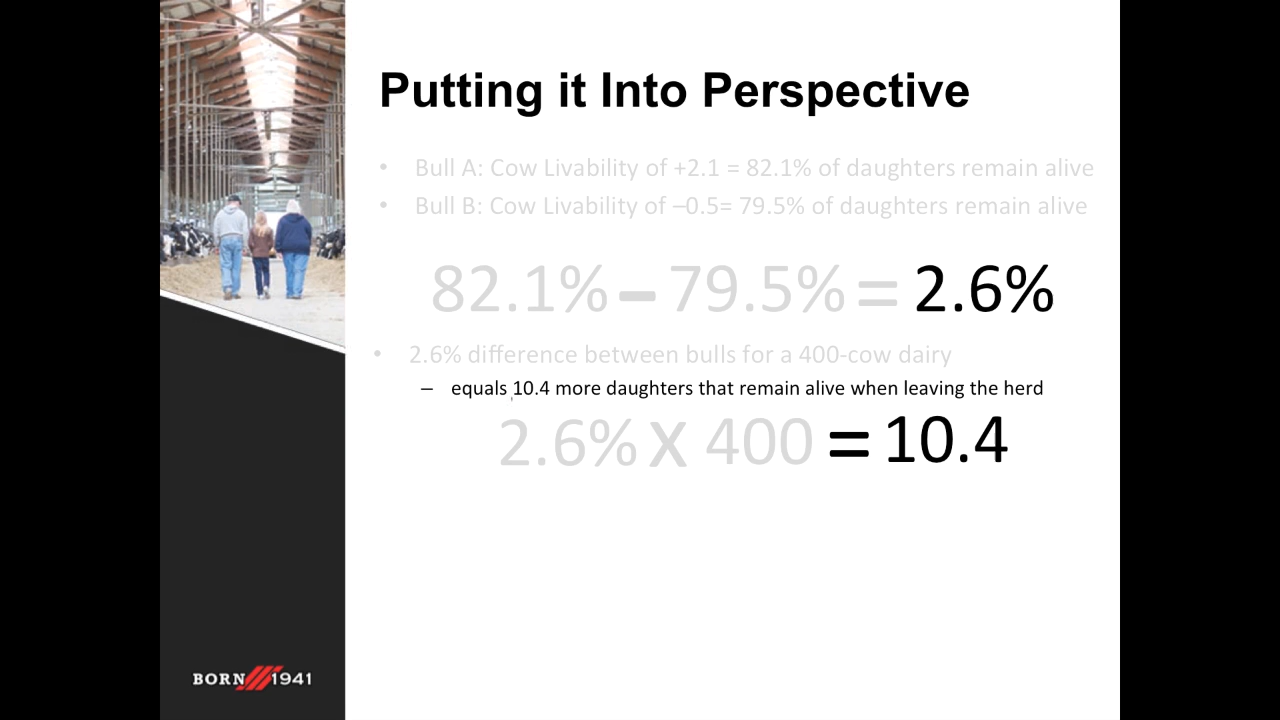 Putting it Into Perspective
• Bull A: Cow Livability of +2.1 = 82.1% of daughters remain alive
• Bull B: Cow Livability of –0.5= 79.5% of daughters remain alive
82.1% – 79.5% = 2.6%
• 2.6% difference between bulls for a 400-cow dairy
– equals 10.4 more daughters that remain alive when leaving the herd
2.6% X 400 = 10.4
BORN 1941